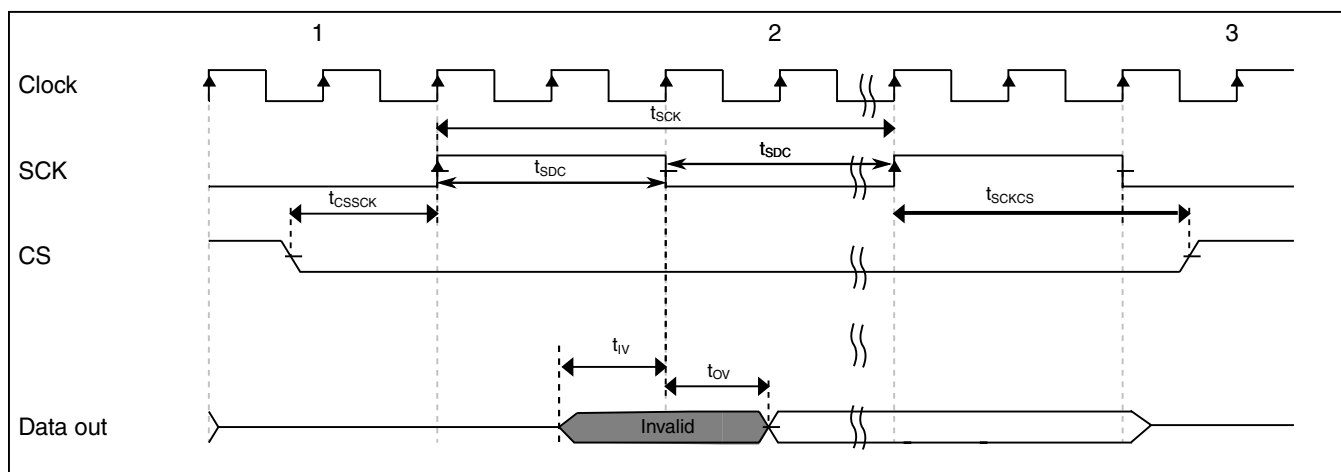 1 2 3
Clock
tSCK
SCK tSDC tSDC
tCSSCK tSCKCS
CS
tIV
tOV
Data out Invalid